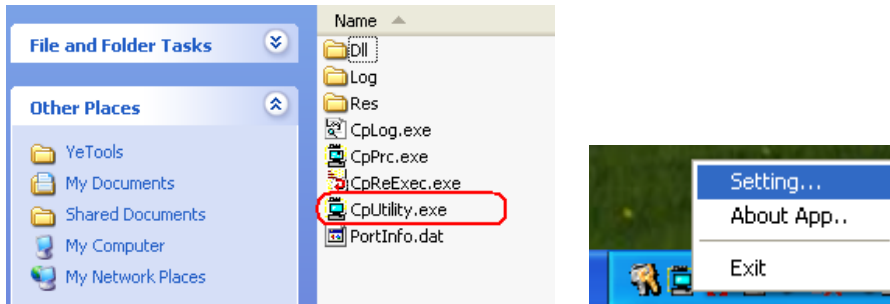 File and Folder Tasks
Other Places
YeTools
My Documents
Shared Documents
My Computer
My Network Places
Name
Dll
Log
Res
CpLog.exe
CpPrc.exe
CpReExec.exe
CpUtility.exe
PortInfo.dat
Setting...
About App..
Exit